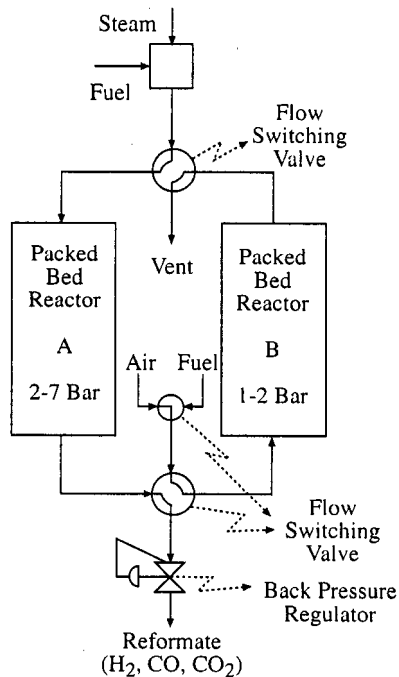 Steam
Fuel
Flow
Switching
Valve
Vent
Packed
Bed
Reactor
A
2-7 Bar
Packed
Bed
Reactor
B
1-2 Bar
Air Fuel
Flow
Switching
Valve
Back Pressure
Regulator
Reformate
(H2, CO, CO2)